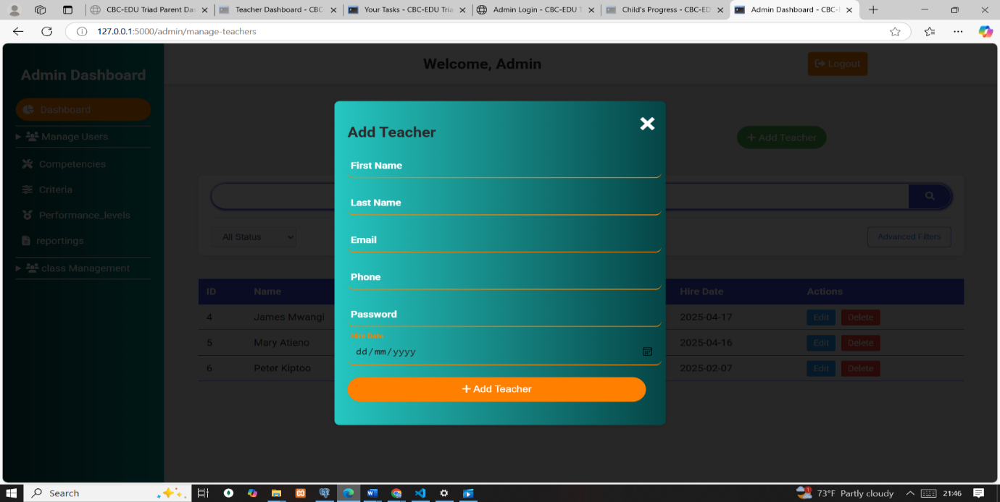 CBC-EDU Triad Parent Das
Teacher Dashboard - CBC-
Your Tasks - CBC-EDU Tria
Admin Login - CBC-EDU T
Child's Progress - CBC-ED
Admin Dashboard - CBC-E
127.0.0.1:5000/admin/manage-teachers
Admin Dashboard
Welcome, Admin
Logout
Dashboard
Manage Users
Competencies
Criteria
Performance_levels
reportings
class Management
+ Add Teacher
All Status
Advanced Filters
Add Teacher
First Name
Last Name
Email
Phone
Password
Hire Date
dd/mm/yyyy
+ Add Teacher
ID Name Hire Date Actions
4 James Mwangi 2025-04-17 Edit Delete
5 Mary Atieno 2025-04-16 Edit Delete
6 Peter Kiptoo 2025-02-07 Edit Delete
Search
73°F Partly cloudy
21:46